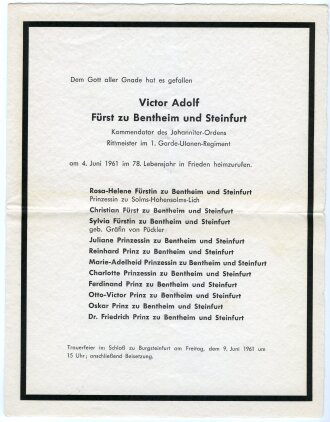 Dem Gott aller Gnade hat es gefallen
Victor Adolf
Fürst zu Bentheim und Steinfurt
Kommendator des Johanniter-Ordens
Rittmeister im 1. Garde-Ulanen-Regiment
am 4. Juni 1961 im 78. Lebensjahr in Frieden heimzurufen.
Rosa-Helene Fürstin zu Bentheim und Steinfurt
Prinzessin zu Solms-Hohensolms-Lich
Christian Fürst zu Bentheim und Steinfurt
Sylvia Fürstin zu Bentheim und Steinfurt
geb. Gräfin von Pückler
Juliane Prinzessin zu Bentheim und Steinfurt
Reinhard Prinz zu Bentheim und Steinfurt
Marie-Adelheid Prinzessin zu Bentheim und Steinfurt
Charlotte Prinzessin zu Bentheim und Steinfurt
Ferdinand Prinz zu Bentheim und Steinfurt
Otto-Victor Prinz zu Bentheim und Steinfurt
Oskar Prinz zu Bentheim und Steinfurt
Dr. Friedrich Prinz zu Bentheim und Steinfurt
Trauerfeier im Schloß zu Burgsteinfurt am Freitag, dem 9. Juni 1961 um
15 Uhr; anschließend Beisetzung.